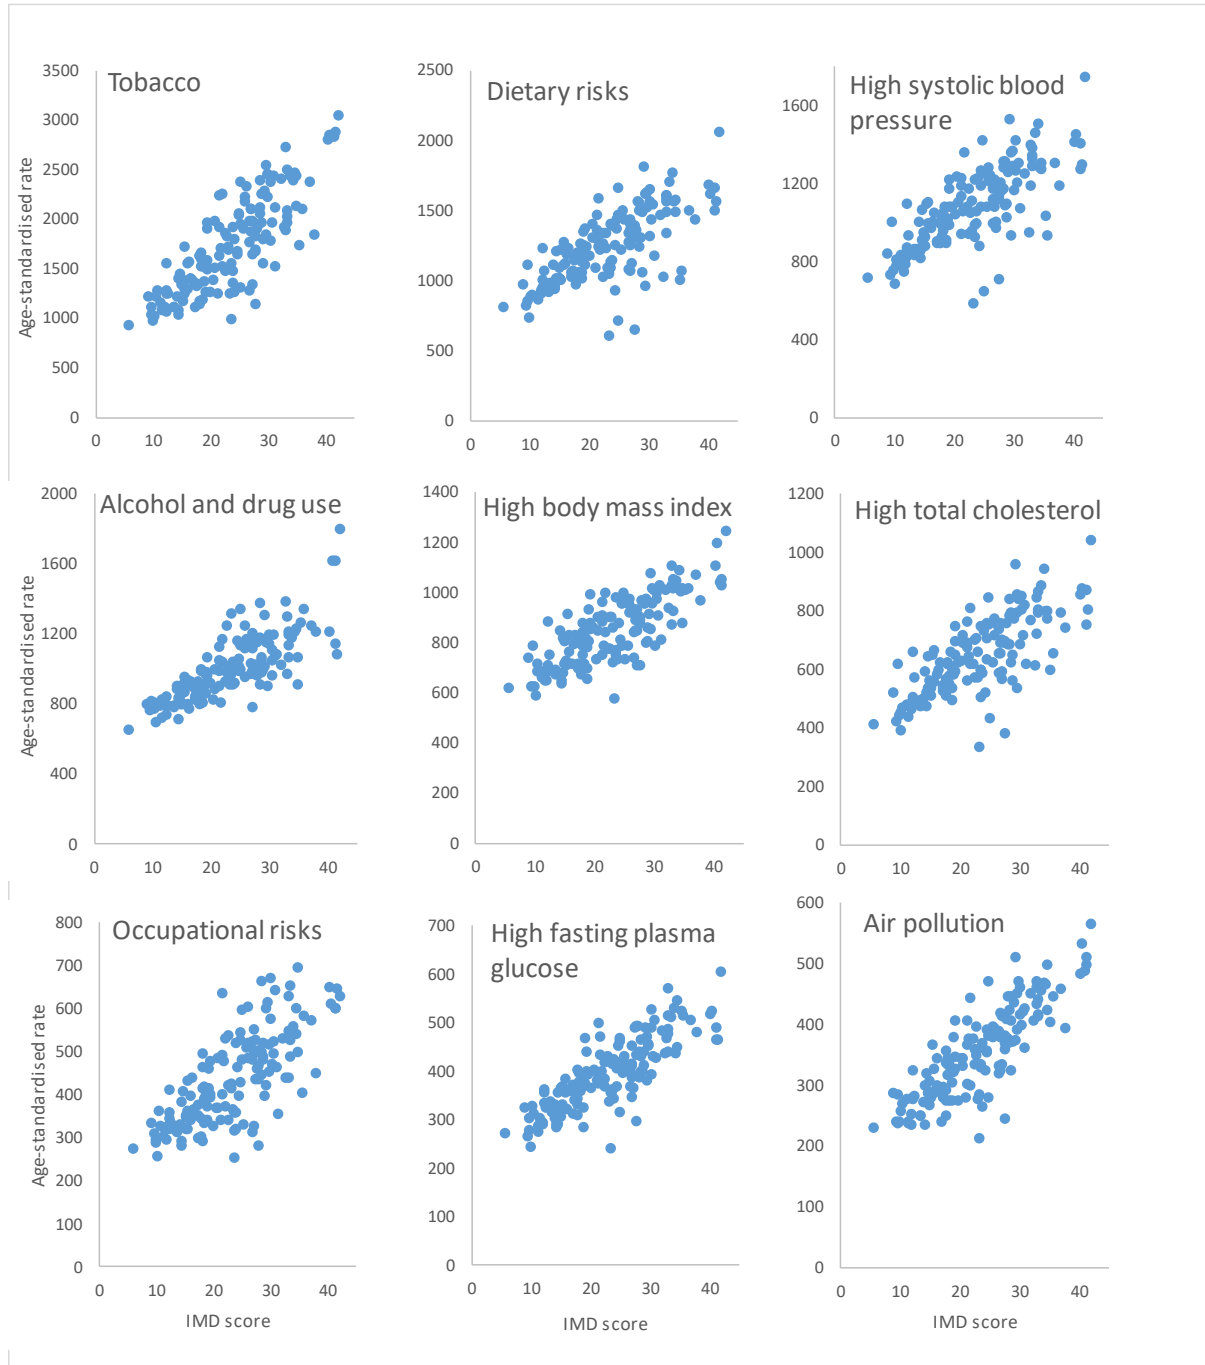 Tobacco
3500
3000
2500
2000
1500
1000
500
0
0 10 20 30 40
Age-standardised rate
Dietary risks
2500
2000
1500
1000
500
0
0 10 20 30 40
High systolic blood
pressure
1600
1200
800
400
0
0 10 20 30 40
Alcohol and drug use
2000
1600
1200
800
400
0
0 10 20 30 40
Age-standardised rate
High body mass index
1400
1200
1000
800
600
400
200
0
0 10 20 30 40
High total cholesterol
1200
1000
800
600
400
200
0
0 10 20 30 40
Occupational risks
800
700
600
500
400
300
200
100
0
0 10 20 30 40
Age-standardised rate
IMD score
High fasting plasma
glucose
700
600
500
400
300
200
100
0
0 10 20 30 40
IMD score
Air pollution
600
500
400
300
200
100
0
0 10 20 30 40
IMD score